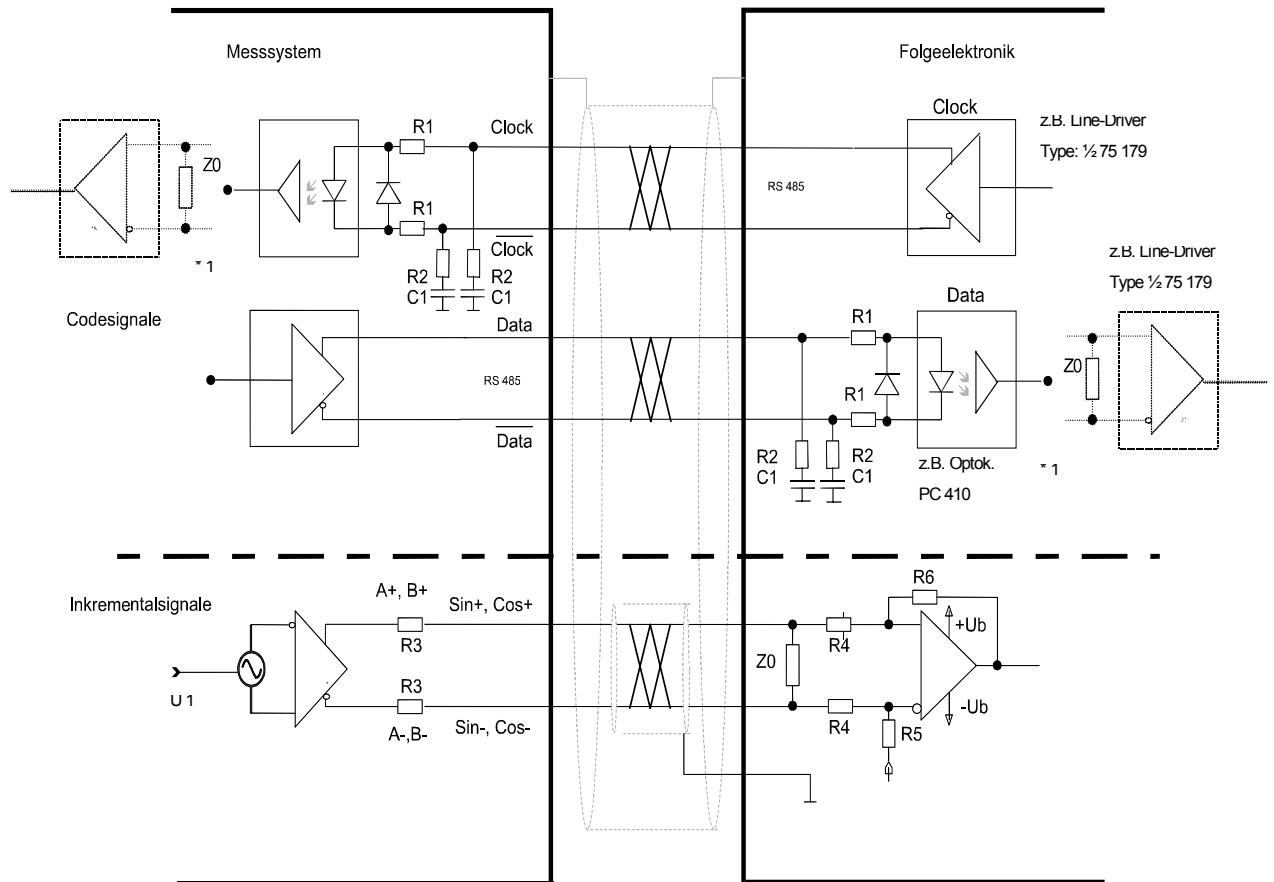 Messsystem
Folgeelektronik
Clock
z.B. Line-Driver
Type: ½ 75 179
R1
Clock
Z0
RS 485
R1
Clock
* 1
R2
R2
C1
C1
z.B. Line-Driver
Type ½ 75 179
Codesignale
Data
Data
R1
RS 485
Z0
R1
Data
R2
R2
C1
C1
z.B. Optok.
PC 410
* 1
Inkrementalsignale
A+, B+
Sin+, Cos+
R6
+Ub
R3
R4
Z0
R3
U 1
A-,B-
Sin-, Cos-
R4
R5
-Ub